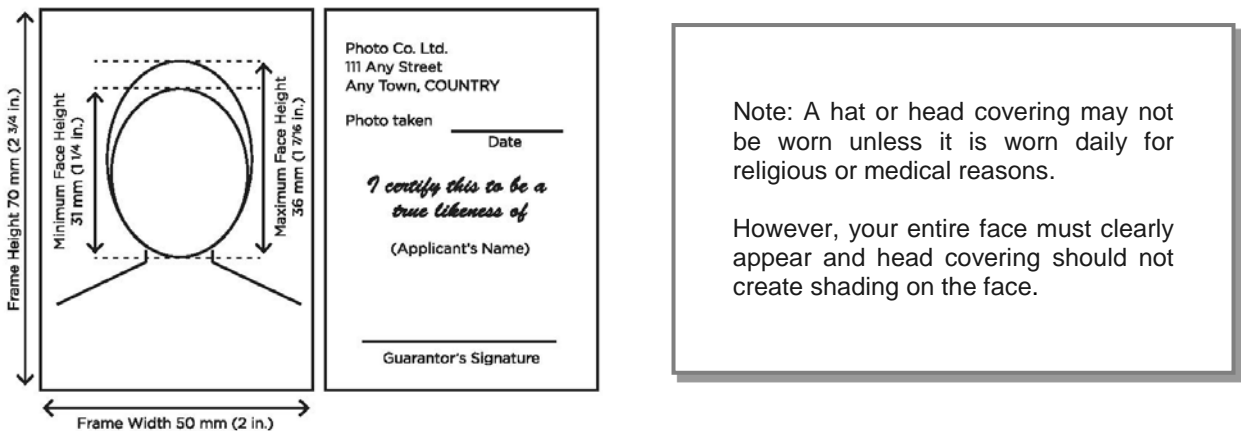 Frame Height 70 mm (2 3/4 in.)
Minimum Face Height
31 mm (1 1/4 in.)
Maximum Face Height
36 mm (1 7/16 in.)
Frame Width 50 mm (2 in.)
Photo Co. Ltd.
111 Any Street
Any Town, COUNTRY
Photo taken
Date
I certify this to be a
true likeness of
(Applicant's Name)
Guarantor's Signature
Note: A hat or head covering may not
be worn unless it is worn daily for
religious or medical reasons.
However, your entire face must clearly
appear and head covering should not
create shading on the face.